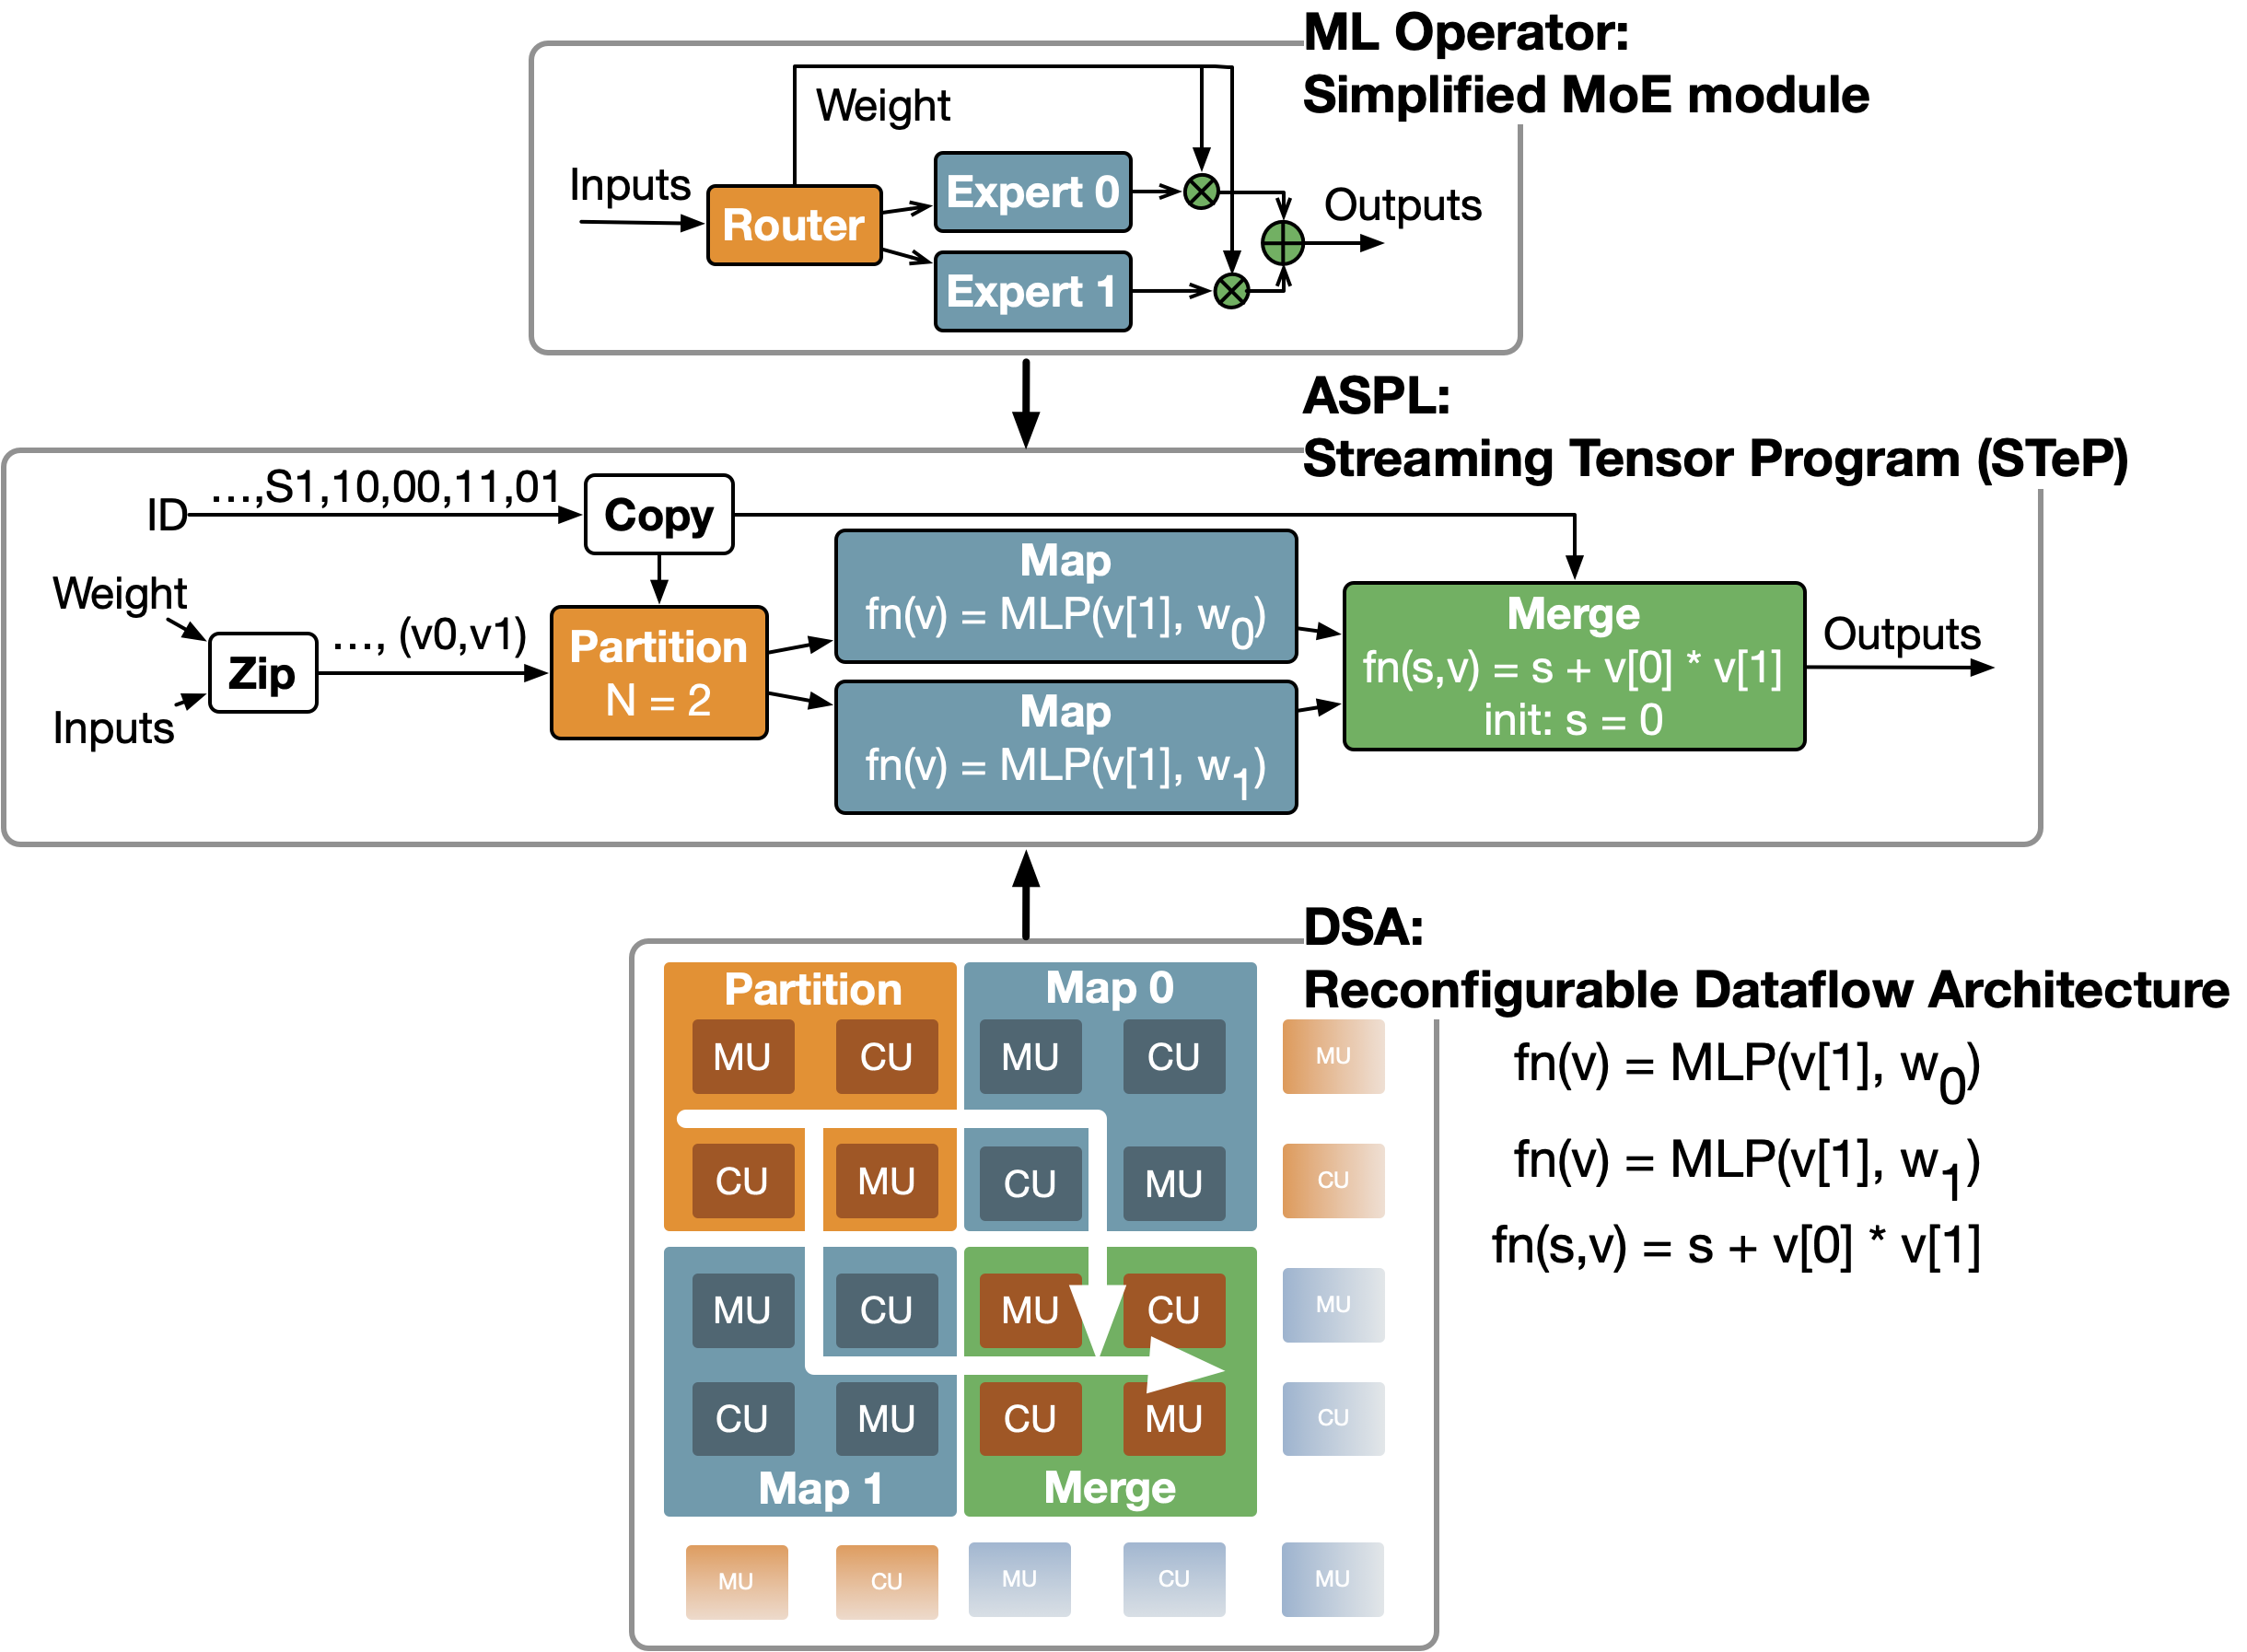 ML Operator:
Simplified MoE module
Weight
Inputs
Router
Expert 0
Expert 1
Outputs
ASPL:
Streaming Tensor Program (STeP)
ID
...,S1,10,00,11,01
Copy
Weight
Inputs
Zip
..., (v0,v1)
Partition
N = 2
Map
fn(v) = MLP(v[1], w0)
Map
fn(v) = MLP(v[1], w1)
Merge
fn(s,v) = s + v[0] * v[1]
init: s = 0
Outputs
DSA:
Reconfigurable Dataflow Architecture
Partition
Map 0
MU CU MU CU MU
CU MU CU MU CU
MU CU MU CU MU
CU MU CU MU CU
Map 1
Merge
MU CU MU CU MU
fn(v) = MLP(v[1], w0)
fn(v) = MLP(v[1], w1)
fn(s,v) = s + v[0] * v[1]